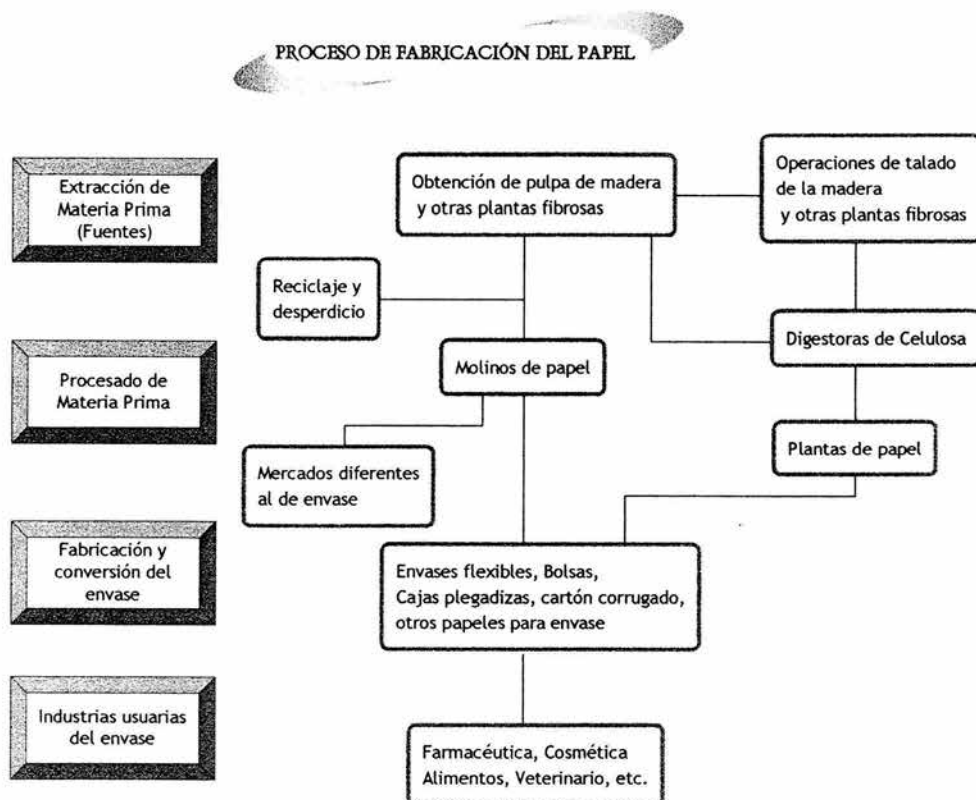 PROCESO DE FABRICACIÓN DEL PAPEL
Extracción de
Materia Prima
(Fuentes)
Obtención de pulpa de madera
y otras plantas fibrosas
Operaciones de talado
de la madera
y otras plantas fibrosas
Reciclaje y
desperdicio
Digestoras de Celulosa
Procesado de
Materia Prima
Molinos de papel
Mercados diferentes
al de envase
Plantas de papel
Fabricación y
conversión del
envase
Envases flexibles, Bolsas,
Cajas plegadizas, cartón corrugado,
otros papeles para envase
Industrias usuarias
del envase
Farmacéutica, Cosmética
Alimentos, Veterinario, etc.